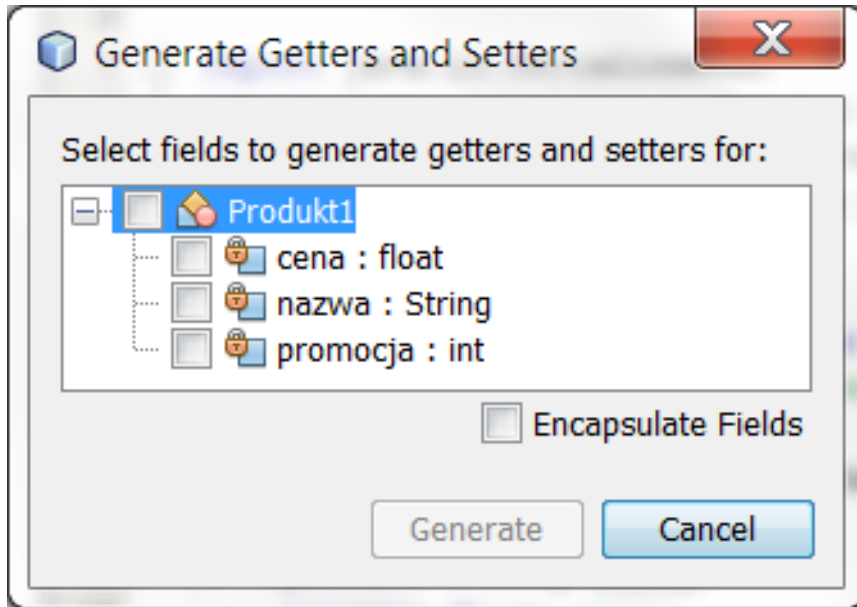 Generate Getters and Setters
Select fields to generate getters and setters for:
Produkt1
cena : float
nazwa : String
promocja : int
Encapsulate Fields
Generate
Cancel